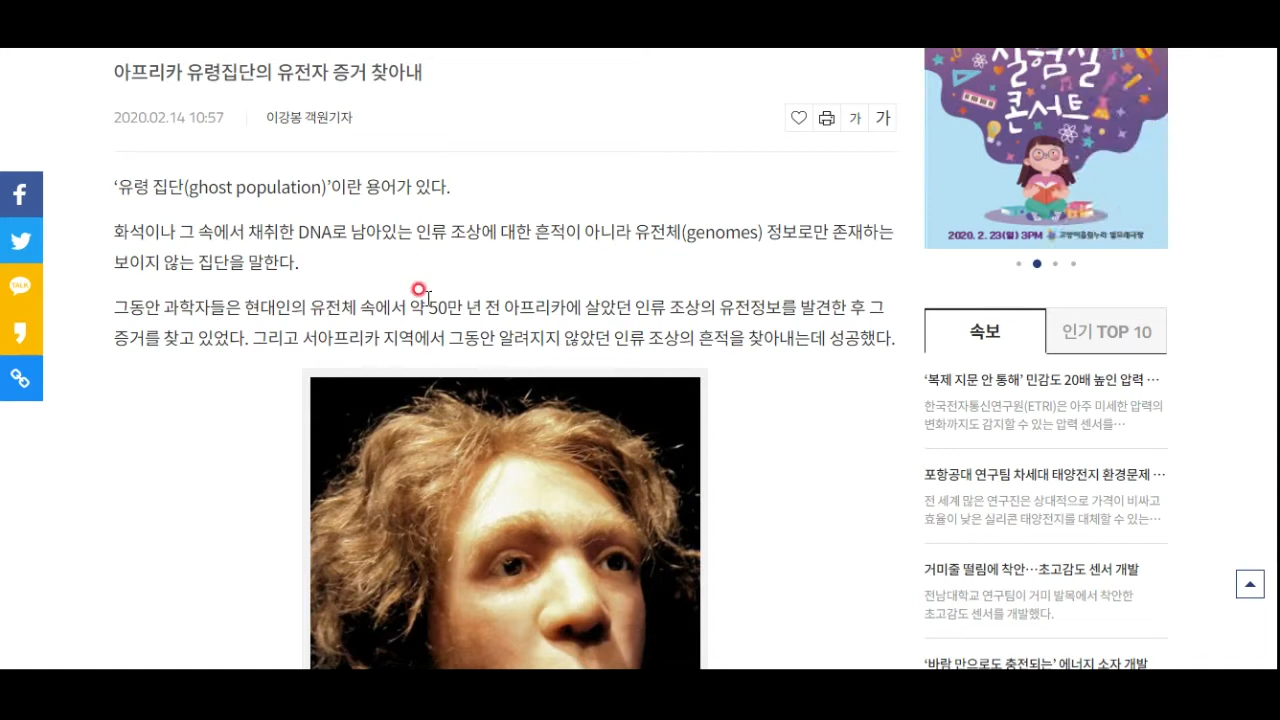 아프리카 유령집단의 유전자 증거 찾아내
2020.02.14 10:57
이강봉 객원기자
가
가
‘유령 집단(ghost population)’이란 용어가 있다.
화석이나 그 속에서 채취한 DNA로 남아있는 인류 조상에 대한 흔적이 아니라 유전체(genomes) 정보로만 존재하는
보이지 않는 집단을 말한다.
그동안 과학자들은 현대인의 유전체 속에서 약 50만 년 전 아프리카에 살았던 인류 조상의 유전정보를 발견한 후 그
증거를 찾고 있었다. 그리고 서아프리카 지역에서 그동안 알려지지 않았던 인류 조상의 흔적을 찾아내는데 성공했다.
TALK
실험실
콘서트
2020. 2. 23(일) 3PM
속보
인기 TOP 10
‘복제 지문 안 통해’ 민감도 20배 높인 압력 …
한국전자통신연구원(ETRI)은 아주 미세한 압력의
변화까지도 감지할 수 있는 압력 센서를…
포항공대 연구팀 차세대 태양전지 환경문제 …
전 세계 많은 연구진은 상대적으로 가격이 비싸고
효율이 낮은 실리콘 태양전지를 대체할 수 있는…
거미줄 떨림에 착안…초고감도 센서 개발
전남대학교 연구팀이 거미 발목에서 착안한
초고감도 센서를 개발했다.
‘바람 만으로도 충전되는’ 에너지 소자 개발